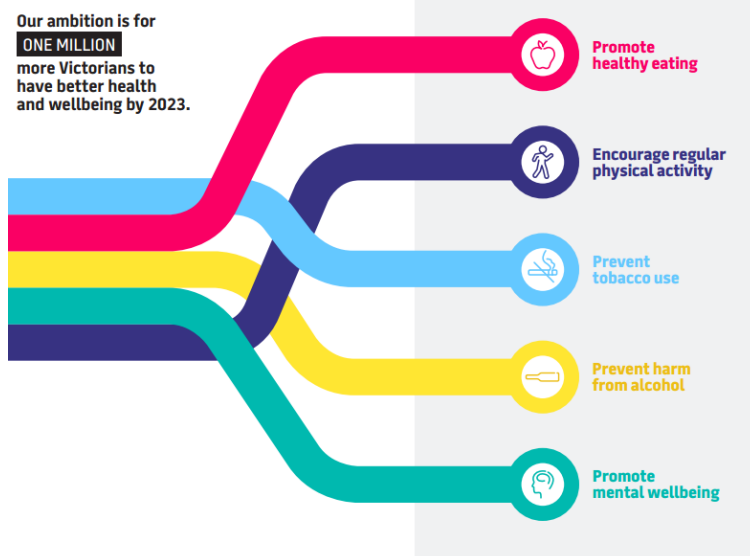 Our ambition is for
ONE MILLION
more Victorians to
have better health
and wellbeing by 2023.
Promote
healthy eating
Encourage regular
physical activity
Prevent
tobacco use
Prevent harm
from alcohol
Promote
mental wellbeing